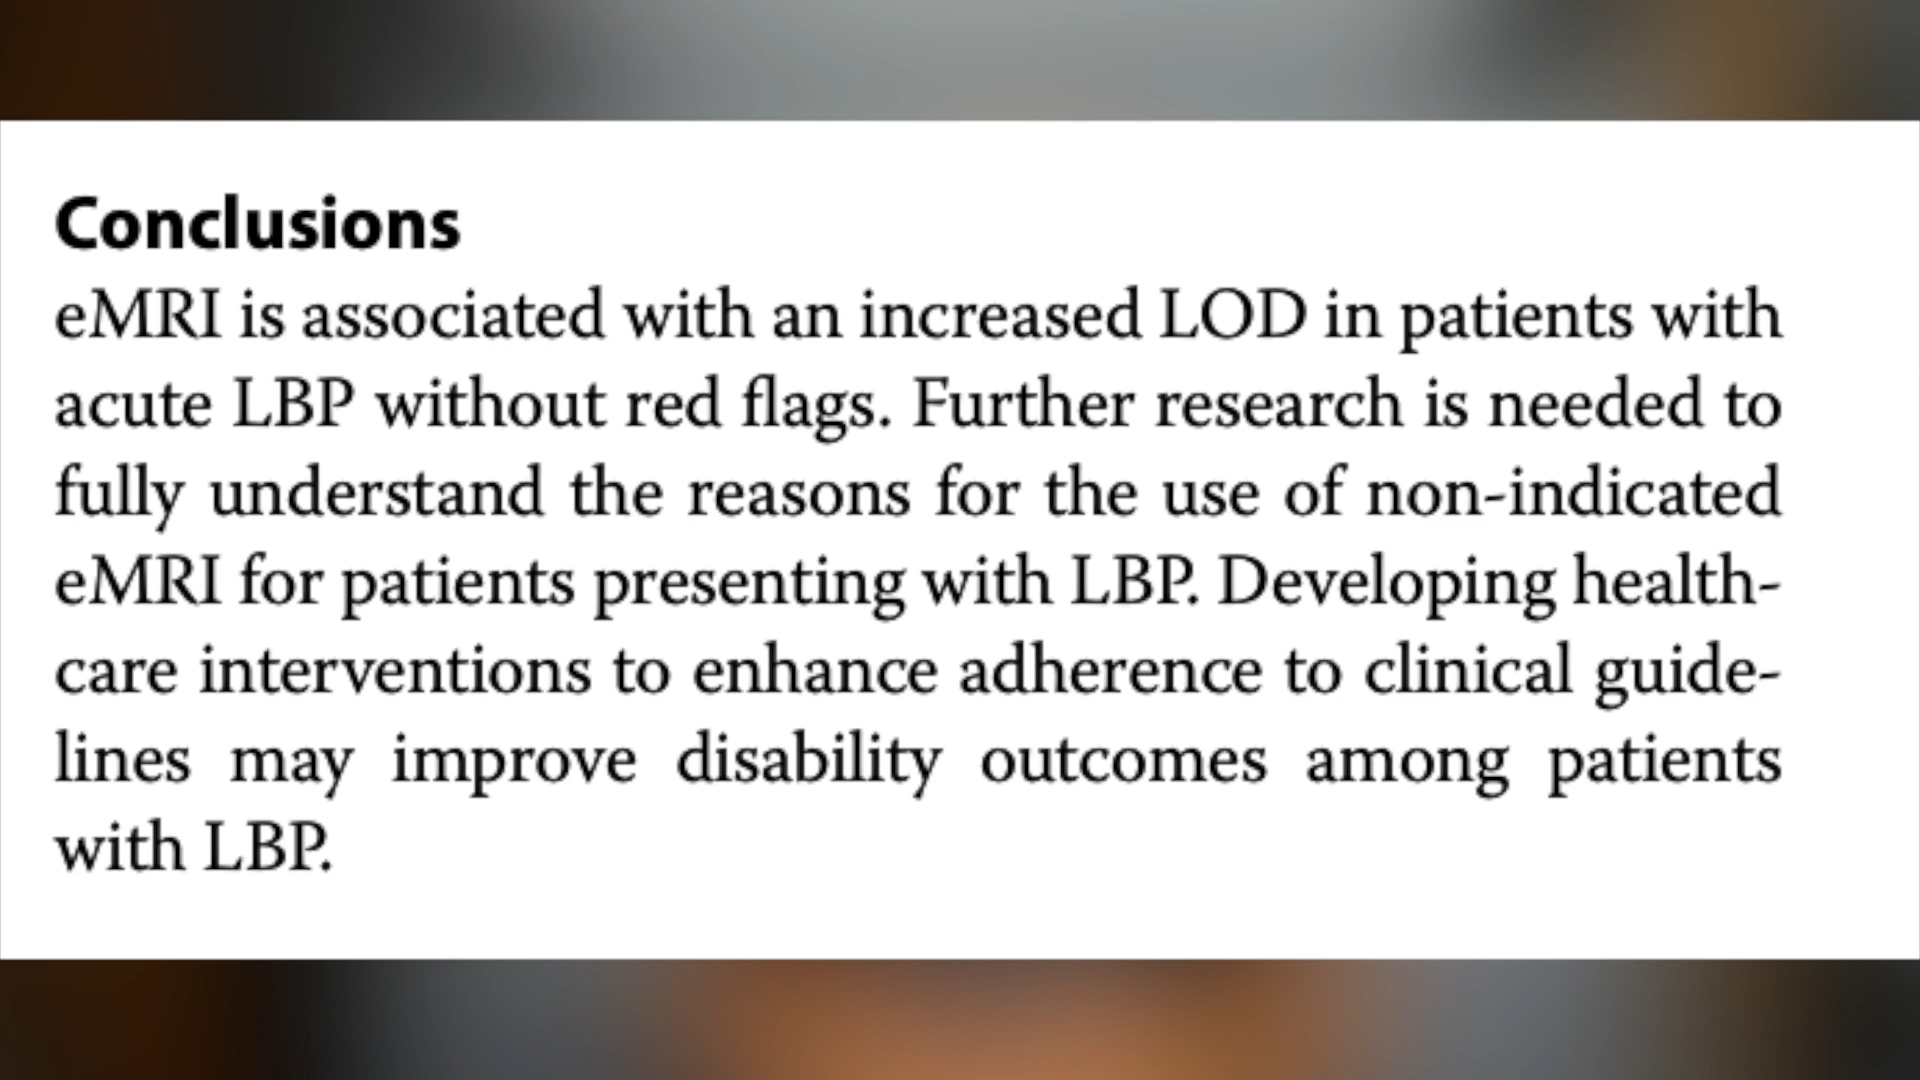 Conclusions
eMRI is associated with an increased LOD in patients with
acute LBP without red flags. Further research is needed to
fully understand the reasons for the use of non-indicated
eMRI for patients presenting with LBP. Developing health-
care interventions to enhance adherence to clinical guide-
lines may improve disability outcomes among patients
with LBP.